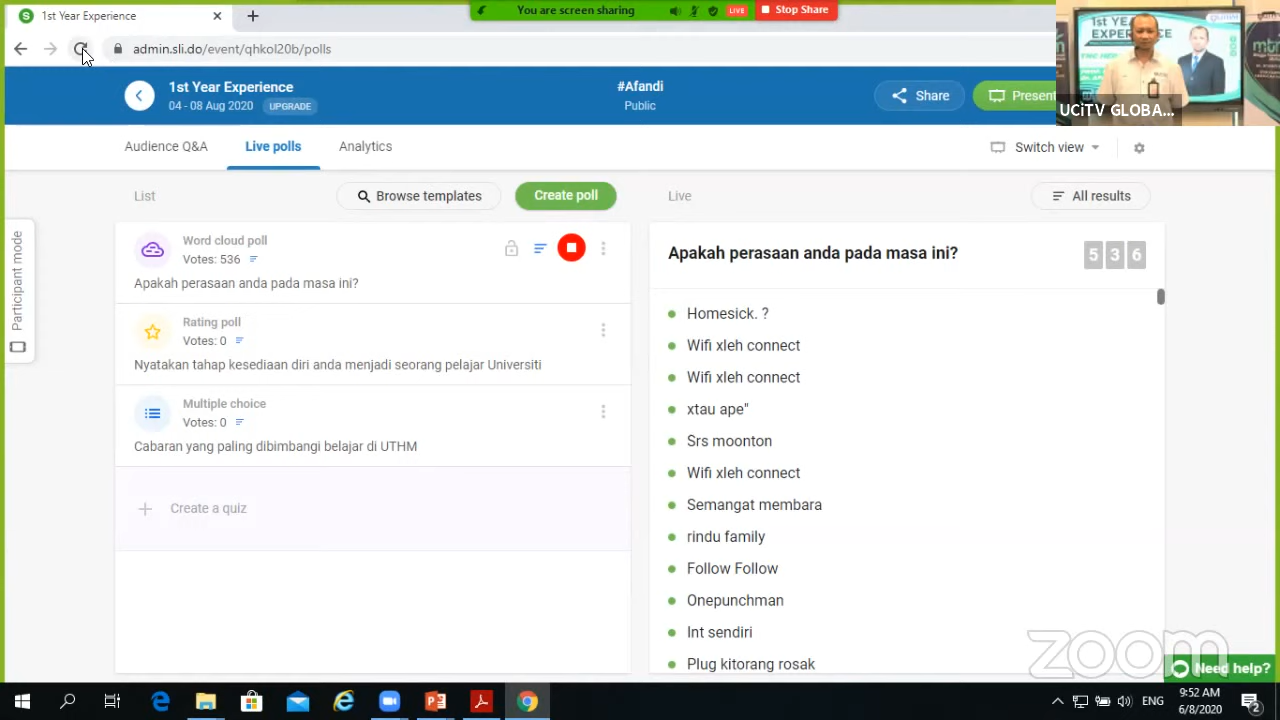 1st Year Experience
You are screen sharing
LIVE
Stop Share
admin.sli.do/event/qhkol20b/polls
1st Year Experience
04 - 08 Aug 2020
UPGRADE
#Afandi
Public
Share
Present
1ST YEAR
EXPERIENCE
UCiTV GLOBA...
Audience Q&A
Live polls
Analytics
Switch view
Participant mode
List
Browse templates
Create poll
Word cloud poll
Votes: 536
Apakah perasaan anda pada masa ini?
Rating poll
Votes: 0
Nyatakan tahap kesediaan diri anda menjadi seorang pelajar Universiti
Multiple choice
Votes: 0
Cabaran yang paling dibimbangi belajar di UTHM
Create a quiz
Live
All results
Apakah perasaan anda pada masa ini?
536
Homesick. ?
Wifi xleh connect
Wifi xleh connect
xtau ape"
Srs moonton
Wifi xleh connect
Semangat membara
rindu family
Follow Follow
Onepunchman
Int sendiri
Plug kitorang rosak
zoom
Need help?
ENG
9:52 AM
6/8/2020
2